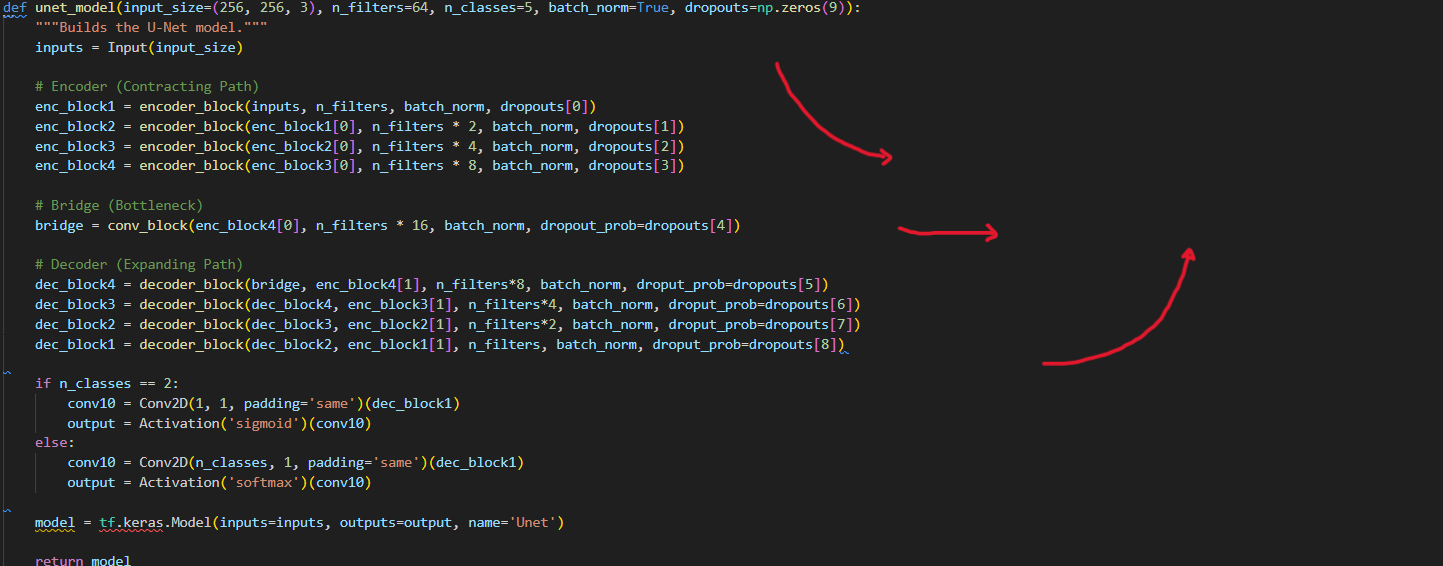 def unet_model(input_size=(256, 256, 3), n_filters=64, n_classes=5, batch_norm=True, dropouts=np.zeros(9)):
    """Builds the U-Net model."""
    inputs = Input(input_size)

    # Encoder (Contracting Path)
    enc_block1 = encoder_block(inputs, n_filters, batch_norm, dropouts[0])
    enc_block2 = encoder_block(enc_block1[0], n_filters * 2, batch_norm, dropouts[1])
    enc_block3 = encoder_block(enc_block2[0], n_filters * 4, batch_norm, dropouts[2])
    enc_block4 = encoder_block(enc_block3[0], n_filters * 8, batch_norm, dropouts[3])

    # Bridge (Bottleneck)
    bridge = conv_block(enc_block4[0], n_filters * 16, batch_norm, dropout_prob=dropouts[4])

    # Decoder (Expanding Path)
    dec_block4 = decoder_block(bridge, enc_block4[1], n_filters*8, batch_norm, droput_prob=dropouts[5])
    dec_block3 = decoder_block(dec_block4, enc_block3[1], n_filters*4, batch_norm, droput_prob=dropouts[6])
    dec_block2 = decoder_block(dec_block3, enc_block2[1], n_filters*2, batch_norm, droput_prob=dropouts[7])
    dec_block1 = decoder_block(dec_block2, enc_block1[1], n_filters, batch_norm, droput_prob=dropouts[8])

    if n_classes == 2:
        conv10 = Conv2D(1, 1, padding='same')(dec_block1)
        output = Activation('sigmoid')(conv10)
    else:
        conv10 = Conv2D(n_classes, 1, padding='same')(dec_block1)
        output = Activation('softmax')(conv10)

    model = tf.keras.Model(inputs=inputs, outputs=output, name='Unet')

    return model